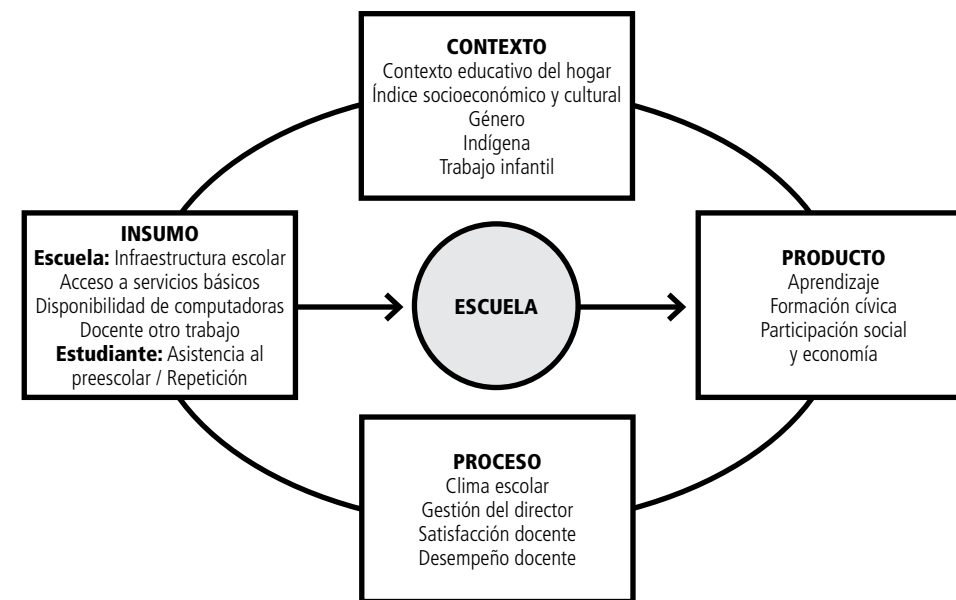 CONTEXTO
Contexto educativo del hogar
Índice socioeconómico y cultural
Género
Indígena
Trabajo infantil
INSUMO
Escuela: Infraestructura escolar
Acceso a servicios básicos
Disponibilidad de computadoras
Docente otro trabajo
Estudiante: Asistencia al
preescolar / Repetición
ESCUELA
PRODUCTO
Aprendizaje
Formación cívica
Participación social
y economía
PROCESO
Clima escolar
Gestión del director
Satisfacción docente
Desempeño docente